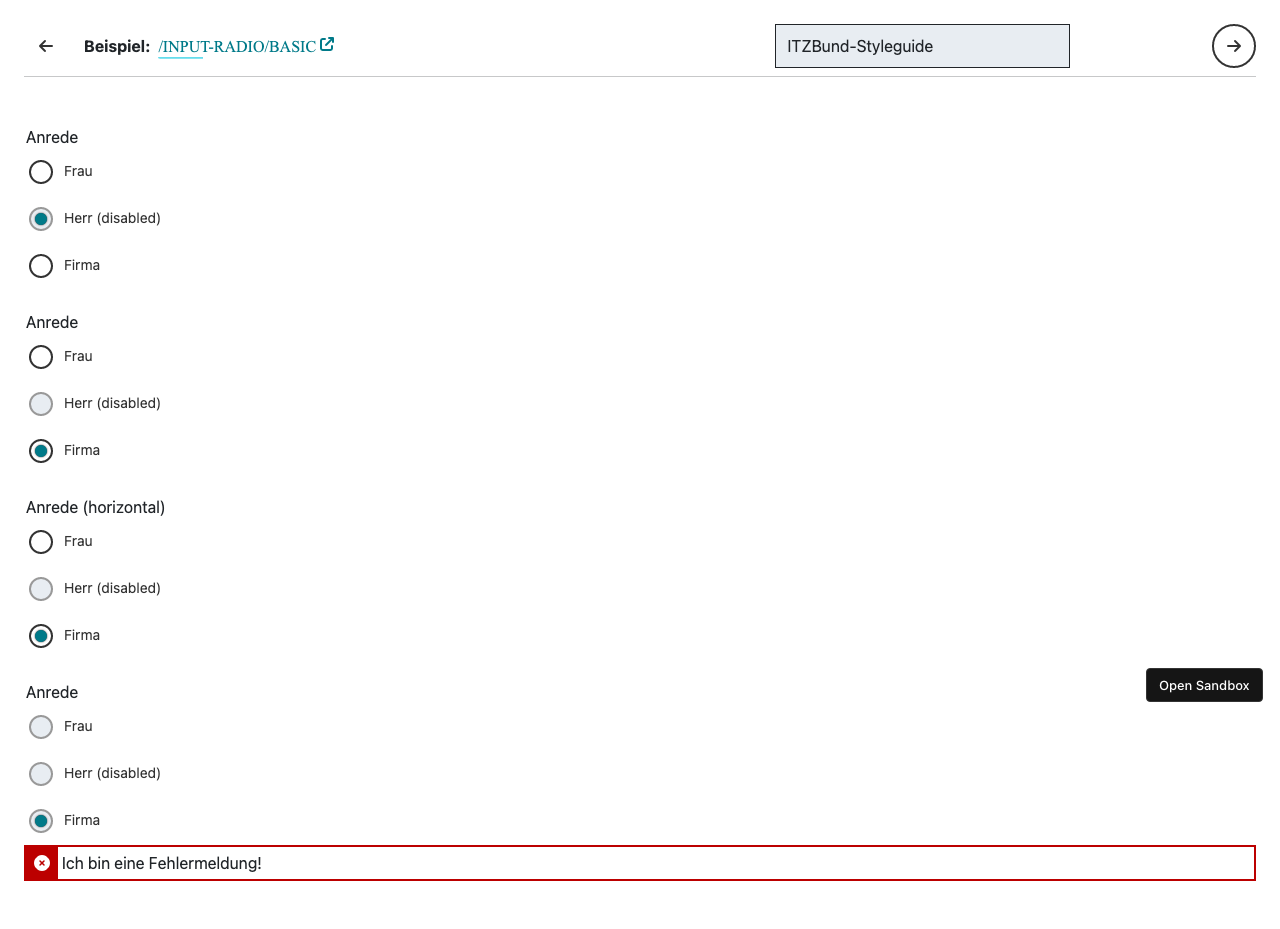 Beispiel: /INPUT-RADIO/BASIC
ITZBund-Styleguide
Anrede
Frau
Herr (disabled)
Firma
Anrede
Frau
Herr (disabled)
Firma
Anrede (horizontal)
Frau
Herr (disabled)
Firma
Open Sandbox
Anrede
Frau
Herr (disabled)
Firma
Ich bin eine Fehlermeldung!